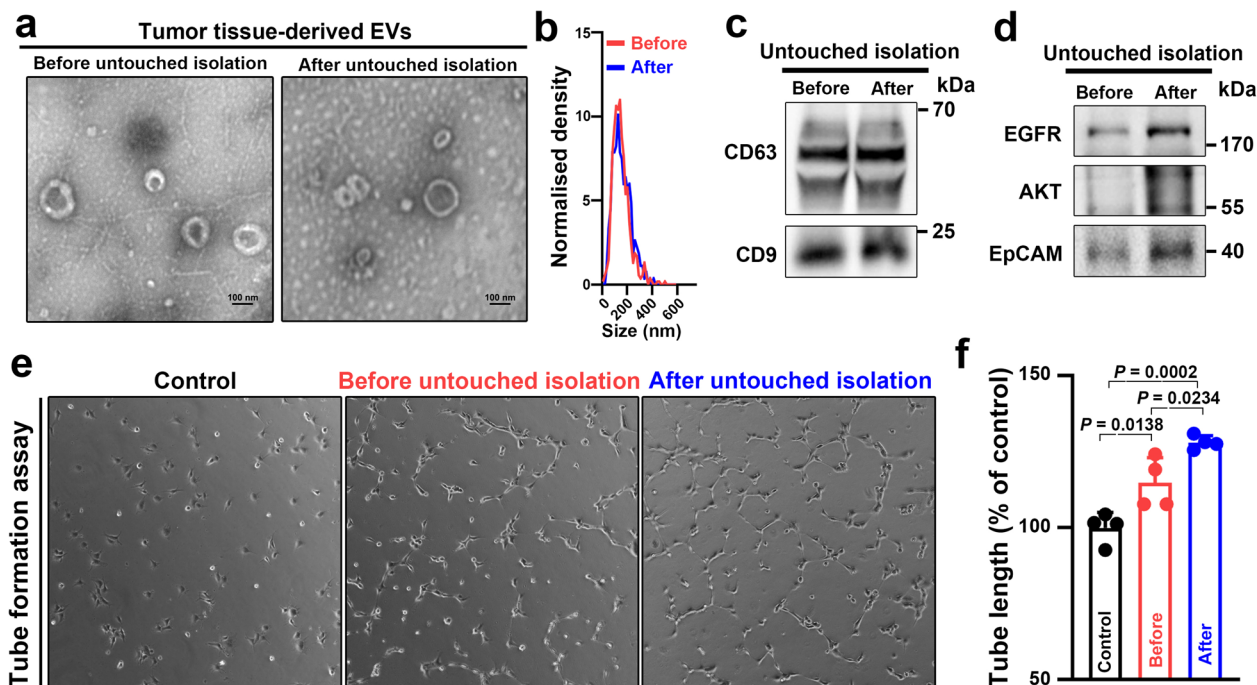 a
Tumor tissue-derived EVs
Before untouched isolation
After untouched isolation
100 nm
100 nm
b
Normalised density
15
10
5
0
Before
After
0
200
400
600
Size (nm)
c
Untouched isolation
Before
After
kDa
70
CD63
25
CD9
d
Untouched isolation
Before
After
kDa
EGFR
170
AKT
55
EpCAM
40
e
Control
Before untouched isolation
After untouched isolation
Tube formation assay
f
Tube length (% of control)
150
100
50
P = 0.0002
P = 0.0234
P = 0.0138
Control
Before
After